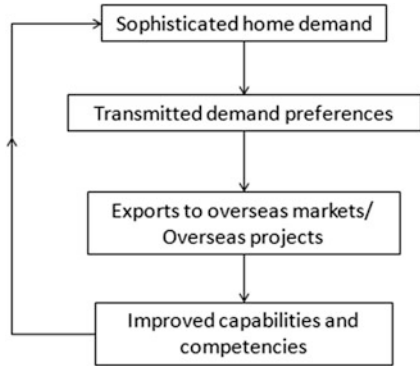 Sophisticated home demand
Transmitted demand preferences
Exports to overseas markets/
Overseas projects
Improved capabilities and
competencies